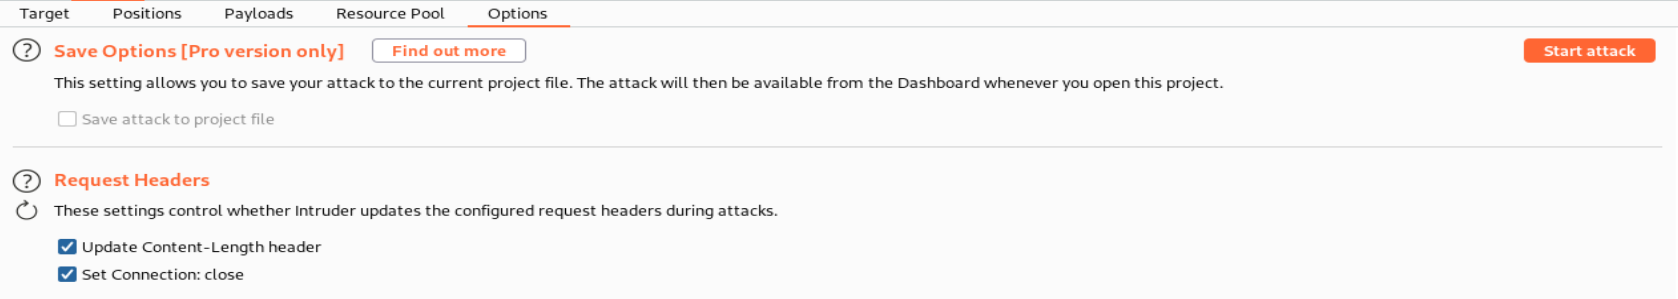 Target Positions Payloads Resource Pool Options
? Save Options [Pro version only] Find out more Start attack
This setting allows you to save your attack to the current project file. The attack will then be available from the Dashboard whenever you open this project.
Save attack to project file
? Request Headers
These settings control whether Intruder updates the configured request headers during attacks.
Update Content-Length header
Set Connection: close